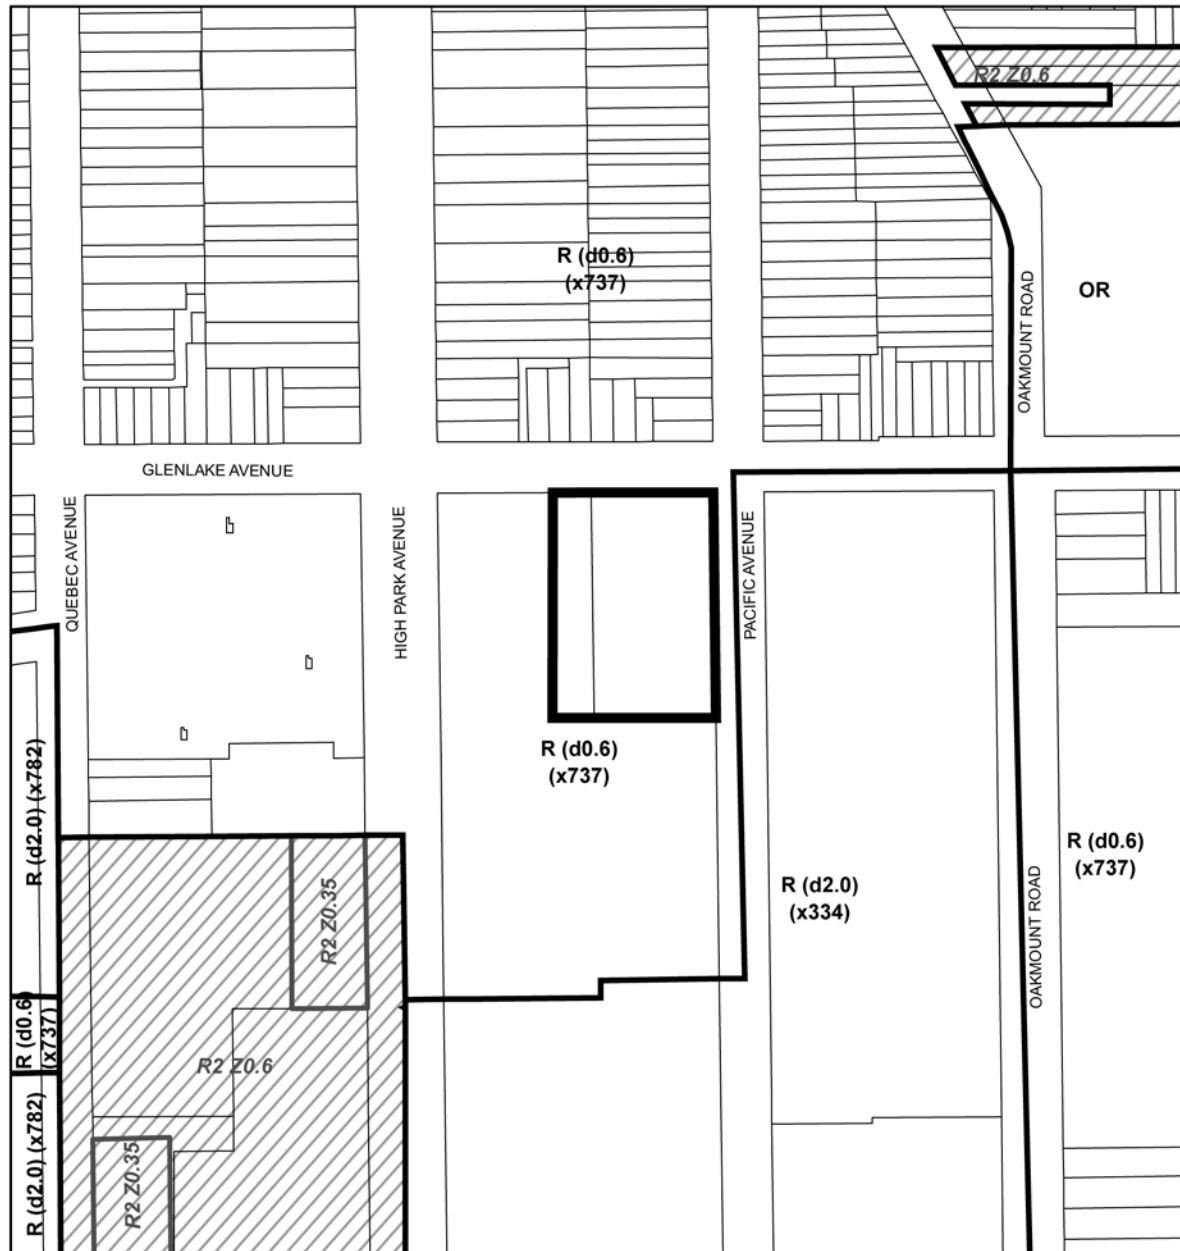 R2 Z0.6
R (d0.6)
(x737)
OAKMOUNT ROAD
OR
GLENLAKE AVENUE
QUEBEC AVENUE
HIGH PARK AVENUE
PACIFIC AVENUE
R (d0.6)
(x737)
R (d2.0) (x782)
R (d0.6)
(x737)
R (d2.0)
(x334)
R2 Z0.35
OAKMOUNT ROAD
R (d0.6)
(x737)
R2 Z0.6
R (d2.0) (x782)
R2 Z0.35